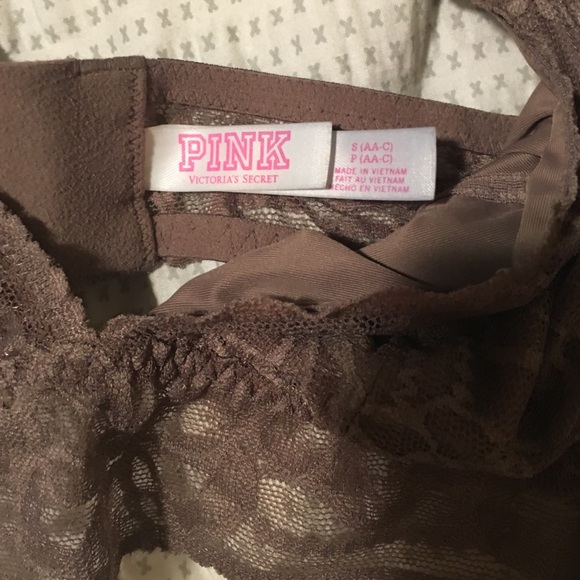 PINK
VICTORIA'S SECRET
S (AA-C)
P (AA-C)
MADE IN VIETNAM
FAIT AU VIETNAM
HECHO EN VIETNAM